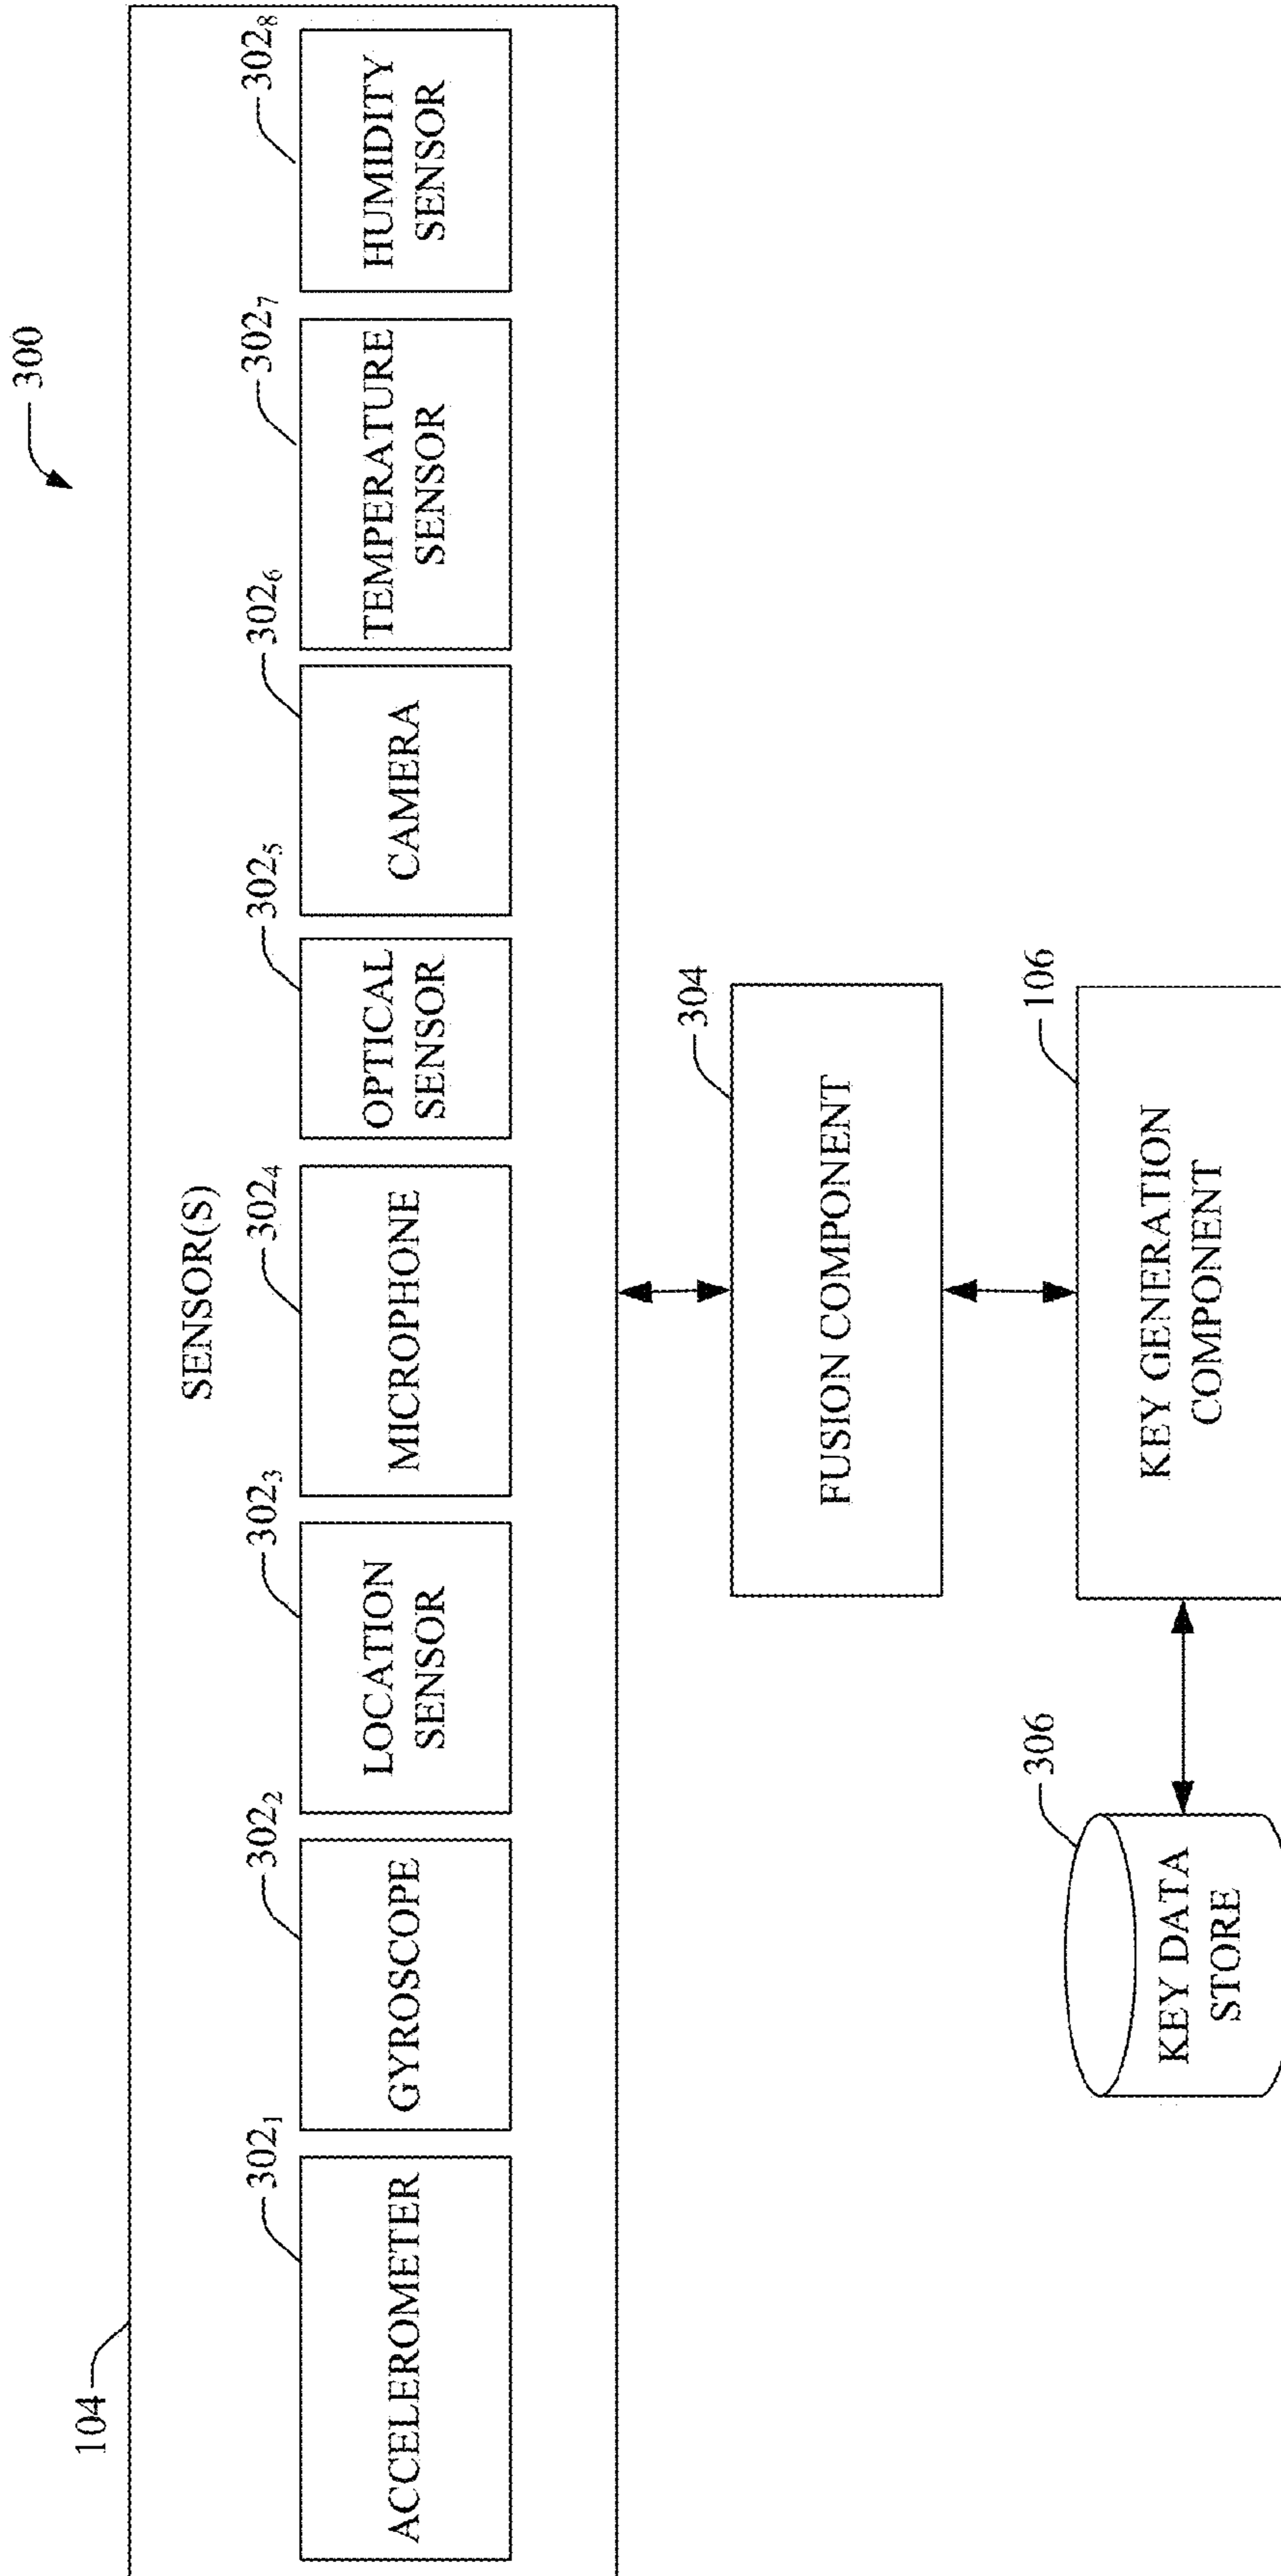 300
104
SENSOR(S)
302₁
302₂
302₃
302₄
302₅
302₆
302₇
302₈
ACCELEROMETER
GYROSCOPE
LOCATION
SENSOR
MICROPHONE
OPTICAL
SENSOR
CAMERA
TEMPERATURE
SENSOR
HUMIDITY
SENSOR
304
FUSION COMPONENT
306
106
KEY DATA
STORE
KEY GENERATION
COMPONENT